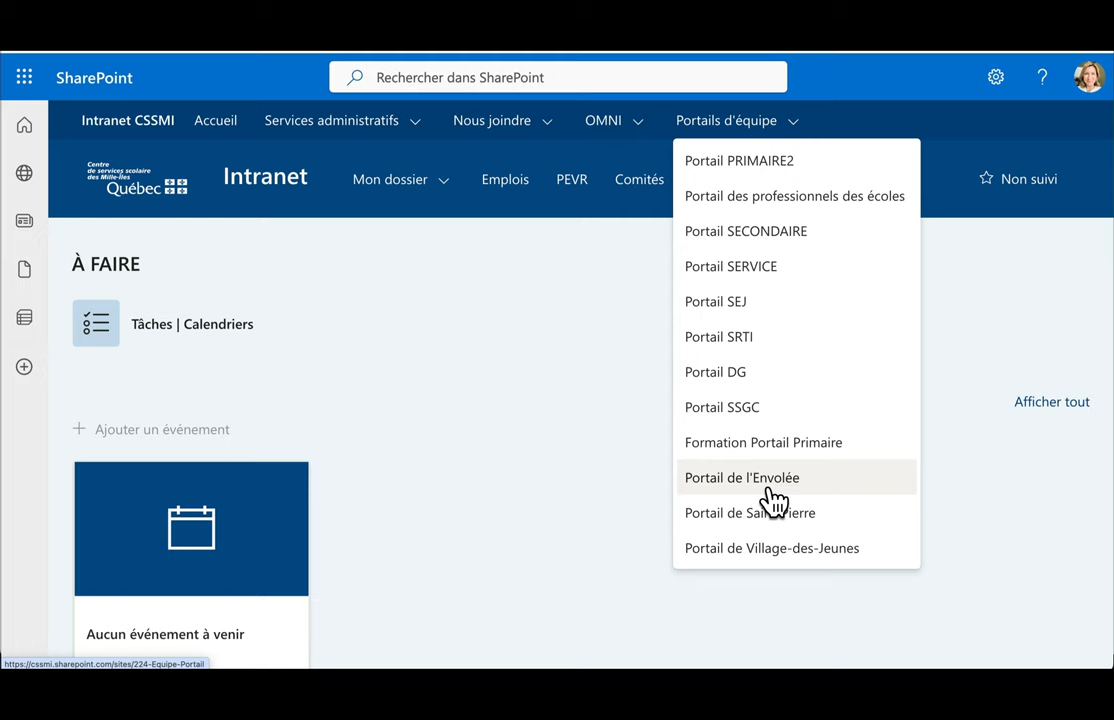 SharePoint
Rechercher dans SharePoint
?
Intranet CSSMI Accueil Services administratifs Nous joindre OMNI Portails d'équipe
Centre
de services scolaire
des Mille-Îles
Québec
Intranet
Mon dossier Emplois PEVR Comités
Non suivi
Portail PRIMAIRE2
Portail des professionnels des écoles
Portail SECONDAIRE
Portail SERVICE
Portail SEJ
Portail SRTI
Portail DG
Portail SSGC
Formation Portail Primaire
Portail de l'Envolée
Portail de
Portail de Village-des-Jeunes
À FAIRE
Tâches | Calendriers
Afficher tout
Ajouter un événement
Aucun événement à venir
https://cssmi.sharepoint.com/sites/224-Equipe-Portail